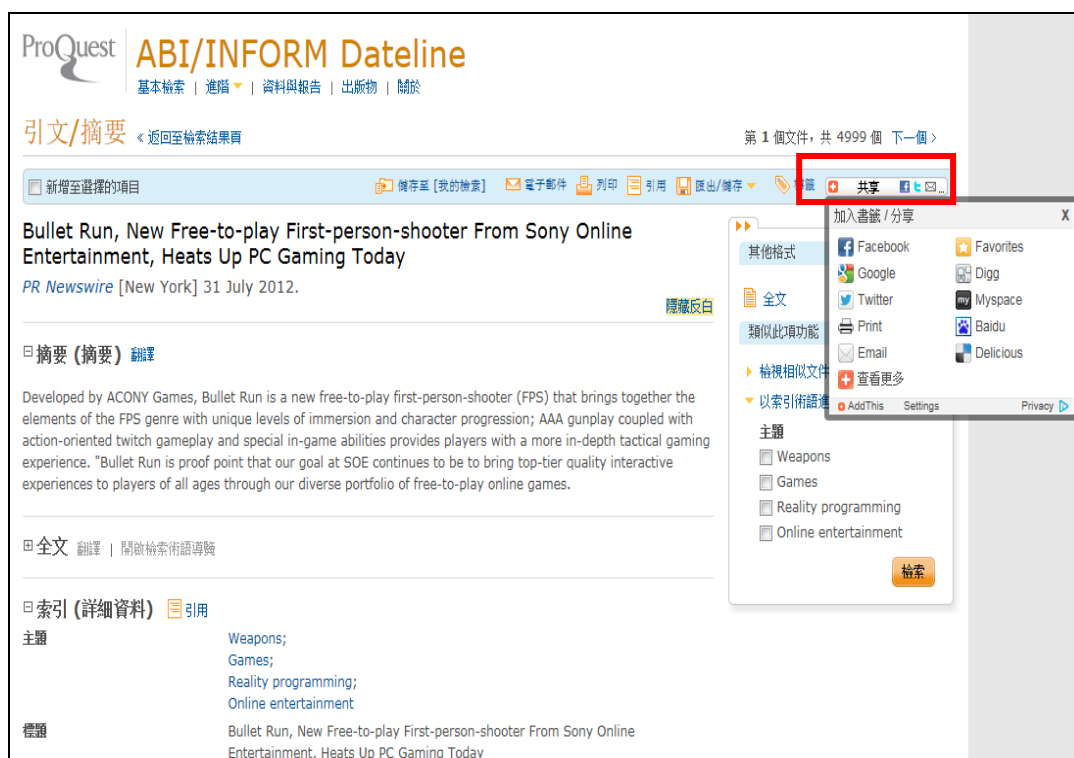 ProQuest
ABI/INFORM Dateline
基本檢索 | 進階 | 資料與報告 | 出版物 | 關於
引文/摘要 « 返回至檢索結果頁
第 1 個文件，共 4999 個 下一個 >
新增至選擇的項目
儲存至 [我的檢索] 電子郵件 列印 引用 匯出/儲存 標籤 共享 ...
Bullet Run, New Free-to-play First-person-shooter From Sony Online
Entertainment, Heats Up PC Gaming Today
PR Newswire [New York] 31 July 2012.
隱藏反白
摘要 (摘要) 翻譯
Developed by ACONY Games, Bullet Run is a new free-to-play first-person-shooter (FPS) that brings together the
elements of the FPS genre with unique levels of immersion and character progression; AAA gunplay coupled with
action-oriented twitch gameplay and special in-game abilities provides players with a more in-depth tactical gaming
experience. "Bullet Run is proof point that our goal at SOE continues to be to bring top-tier quality interactive
experiences to players of all ages through our diverse portfolio of free-to-play online games.
全文 翻譯 | 開啟檢索術語導覽
索引 (詳細資料) 引用
主題
Weapons;
Games;
Reality programming;
Online entertainment
標題
Bullet Run, New Free-to-play First-person-shooter From Sony Online
Entertainment, Heats Up PC Gaming Today
其他格式
全文
類似此項功能
檢視相似文件
以索引術語進
主題
Weapons
Games
Reality programming
Online entertainment
檢索
加入書籤 / 分享 X
Facebook Favorites
Google Digg
Twitter my Myspace
Print Baidu
Email Delicious
查看更多
AddThis Settings Privacy